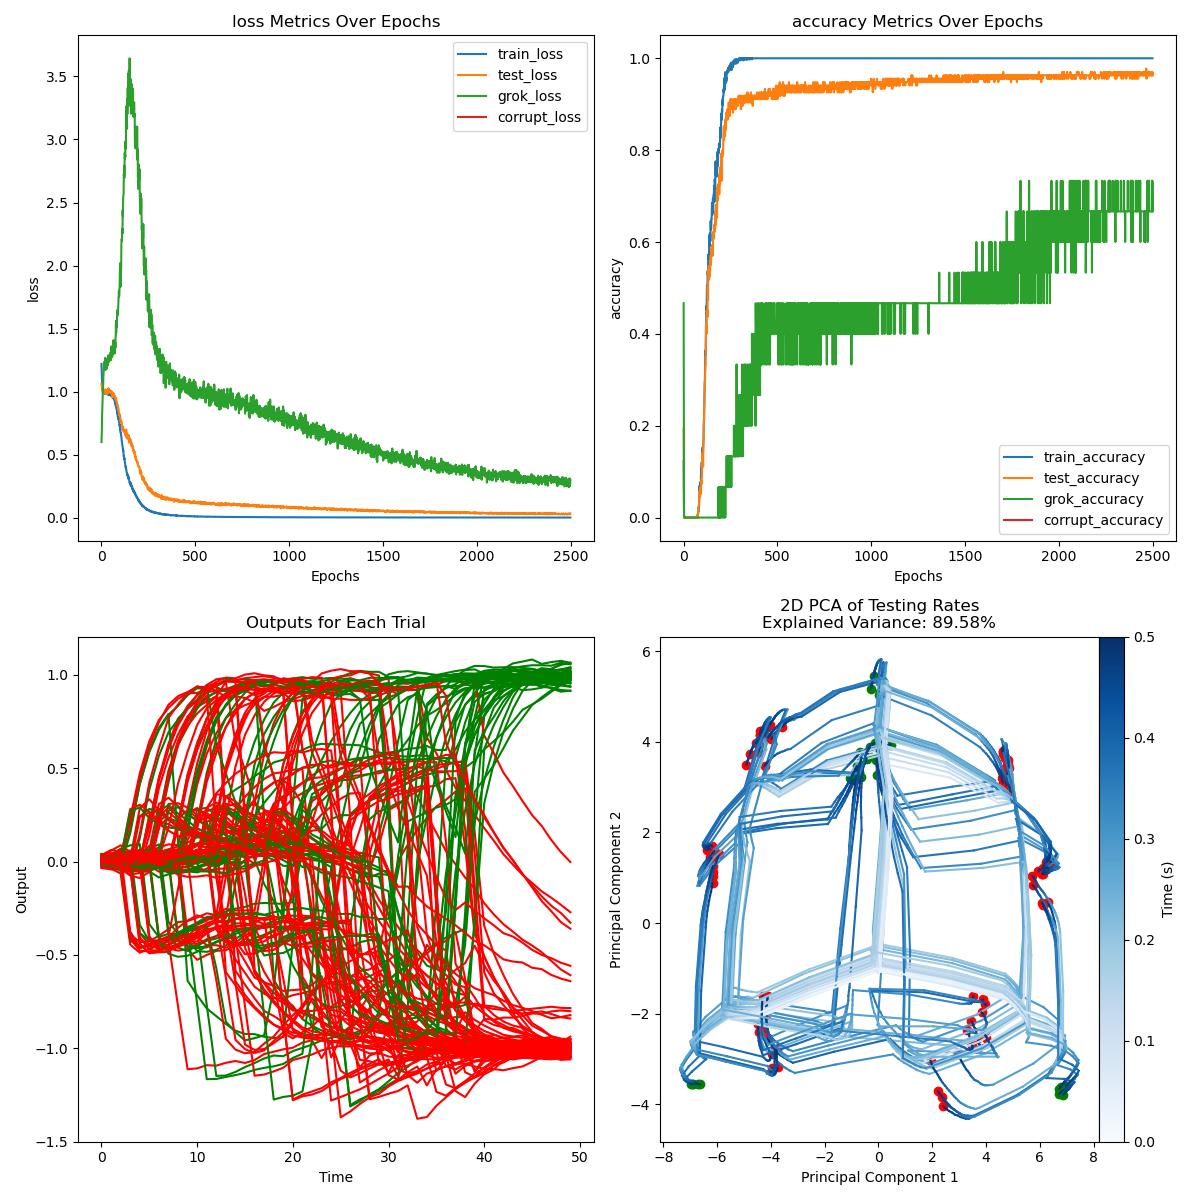 loss Metrics Over Epochs
train_loss
test_loss
grok_loss
corrupt_loss
loss
3.5
3.0
2.5
2.0
1.5
1.0
0.5
0.0
0
500
1000
1500
2000
2500
Epochs
accuracy Metrics Over Epochs
train_accuracy
test_accuracy
grok_accuracy
corrupt_accuracy
accuracy
1.0
0.8
0.6
0.4
0.2
0.0
0
500
1000
1500
2000
2500
Epochs
Outputs for Each Trial
Output
1.0
0.5
0.0
−0.5
−1.0
−1.5
0
10
20
30
40
50
Time
2D PCA of Testing Rates
Explained Variance: 89.58%
Principal Component 2
6
4
2
0
−2
−4
−8
−6
−4
−2
0
2
4
6
8
Principal Component 1
0.5
0.4
0.3
0.2
0.1
0.0
Time (s)